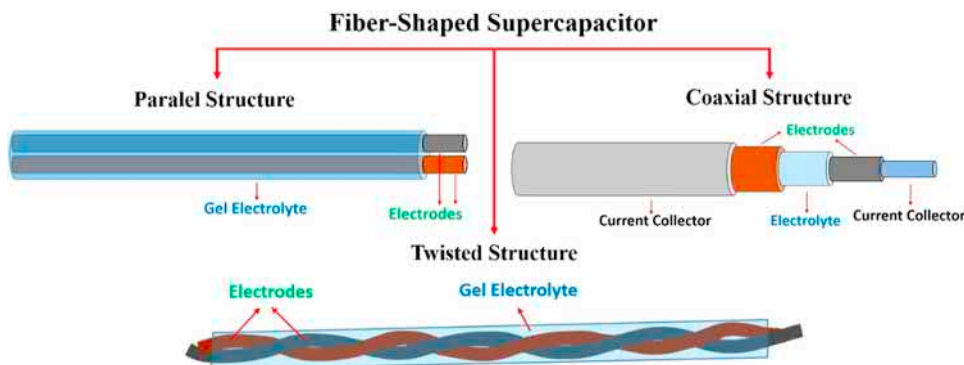 Fiber-Shaped Supercapacitor
Paralel Structure
Coaxial Structure
Electrodes
Gel Electrolyte
Electrodes
Current Collector
Electrolyte
Current Collector
Twisted Structure
Electrodes
Gel Electrolyte